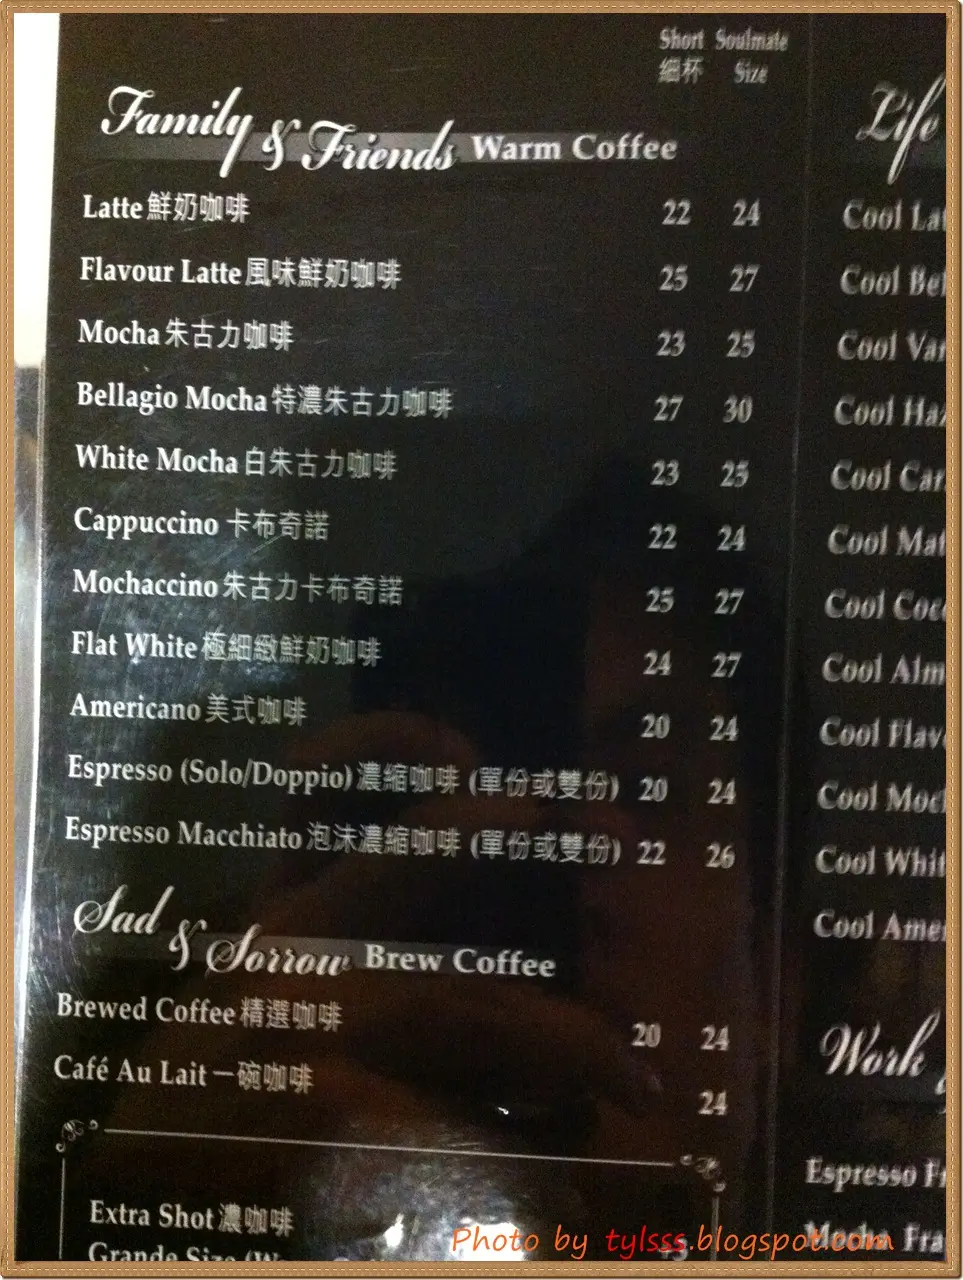 Short Soulmate
細杯 Size
Family & Friends Warm Coffee
Latte 鮮奶咖啡 22 24
Flavour Latte 風味鮮奶咖啡 25 27
Mocha 朱古力咖啡 23 25
Bellagio Mocha 特濃朱古力咖啡 27 30
White Mocha 白朱古力咖啡 23 25
Cappuccino 卡布奇諾 22 24
Mochaccino 朱古力卡布奇諾 25 27
Flat White 極細緻鮮奶咖啡 24 27
Americano 美式咖啡 20 24
Espresso (Solo/Doppio) 濃縮咖啡 (單份或雙份) 20 24
Espresso Macchiato 泡沫濃縮咖啡 (單份或雙份) 22 26
Sad & Sorrow Brew Coffee
Brewed Coffee 精選咖啡 20 24
Café Au Lait 一碗咖啡 24
Extra Shot 濃咖啡
Grande Size
Life
Cool
Cool
Cool
Cool
Cool
Cool
Cool
Cool
Cool
Cool
Cool
Cool
Work
Espresso
Mocha
Photo by tylsss.blogspot.com